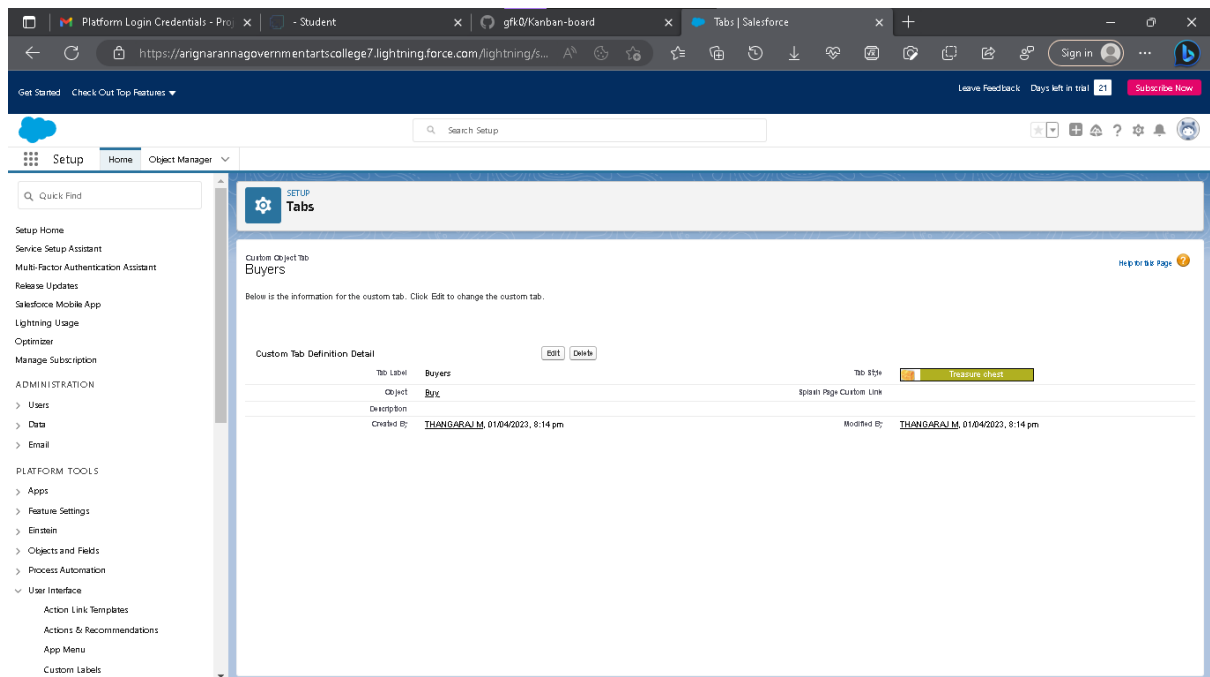 Platform Login Credentials - Proj
- Student
gfk0/Kanban-board
Tabs | Salesforce
https://arignarannagovernmentartscollege7.lightning.force.com/lightning/s...
Sign in
Get Started Check Out Top Features
Leave Feedback Days left in trial 21 Subscribe Now
Search Setup
Setup Home Object Manager
Quick Find
SETUP
Tabs
Setup Home
Service Setup Assistant
Multi-Factor Authentication Assistant
Release Updates
Salesforce Mobile App
Lightning Usage
Optimizer
Manage Subscription
ADMINISTRATION
Users
Data
Email
PLATFORM TOOLS
Apps
Feature Settings
Einstein
Objects and Fields
Process Automation
User Interface
Action Link Templates
Actions & Recommendations
App Menu
Custom Labels
Custom Object Tab
Buyers
Help for this Page
Below is the information for the custom tab. Click Edit to change the custom tab.
Custom Tab Definition Detail Edit Delete
Tab Label Buyers Tab Style Treasure chest
Object Buy Splash Page Custom Link
Description
Created By THANGARAJ M, 01/04/2023, 8:14 pm Modified By THANGARAJ M, 01/04/2023, 8:14 pm